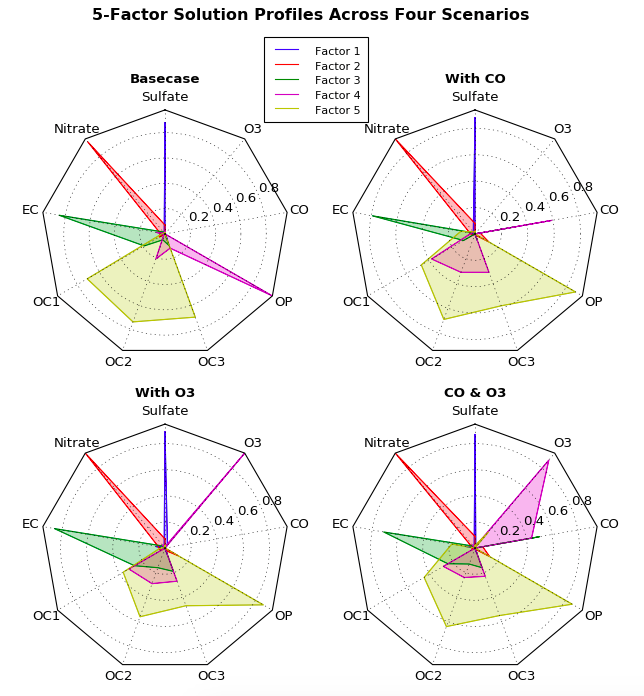 5-Factor Solution Profiles Across Four Scenarios
Factor 1
Factor 2
Factor 3
Factor 4
Factor 5
Basecase
Sulfate
Nitrate
O3
EC
CO
0.2
0.4
0.6
0.8
OC1
OP
OC2
OC3
With CO
Sulfate
Nitrate
O3
EC
CO
0.2
0.4
0.6
0.8
OC1
OP
OC2
OC3
With O3
Sulfate
Nitrate
O3
EC
CO
0.2
0.4
0.6
0.8
OC1
OP
OC2
OC3
CO & O3
Sulfate
Nitrate
O3
EC
CO
0.2
0.4
0.6
0.8
OC1
OP
OC2
OC3